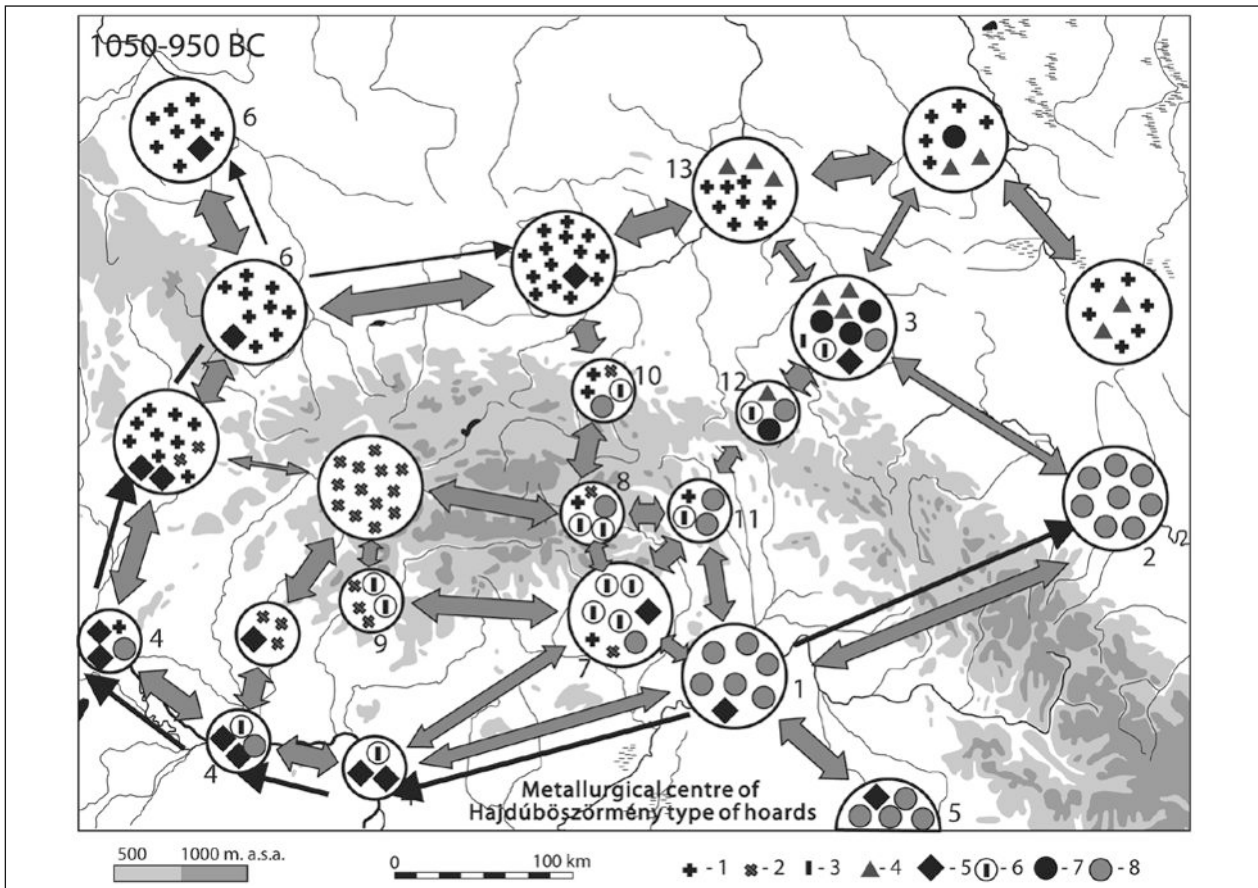 1050-950 BC
6
13
6
3
10
12
8
11
2
4
9
7
1
4
4
Metallurgical centre of
Hajdúböszörmény type of hoards
5
500 1000 m. a.s.a.
0 100 km
- 1 - 2 - 3 - 4 - 5 - 6 - 7 - 8